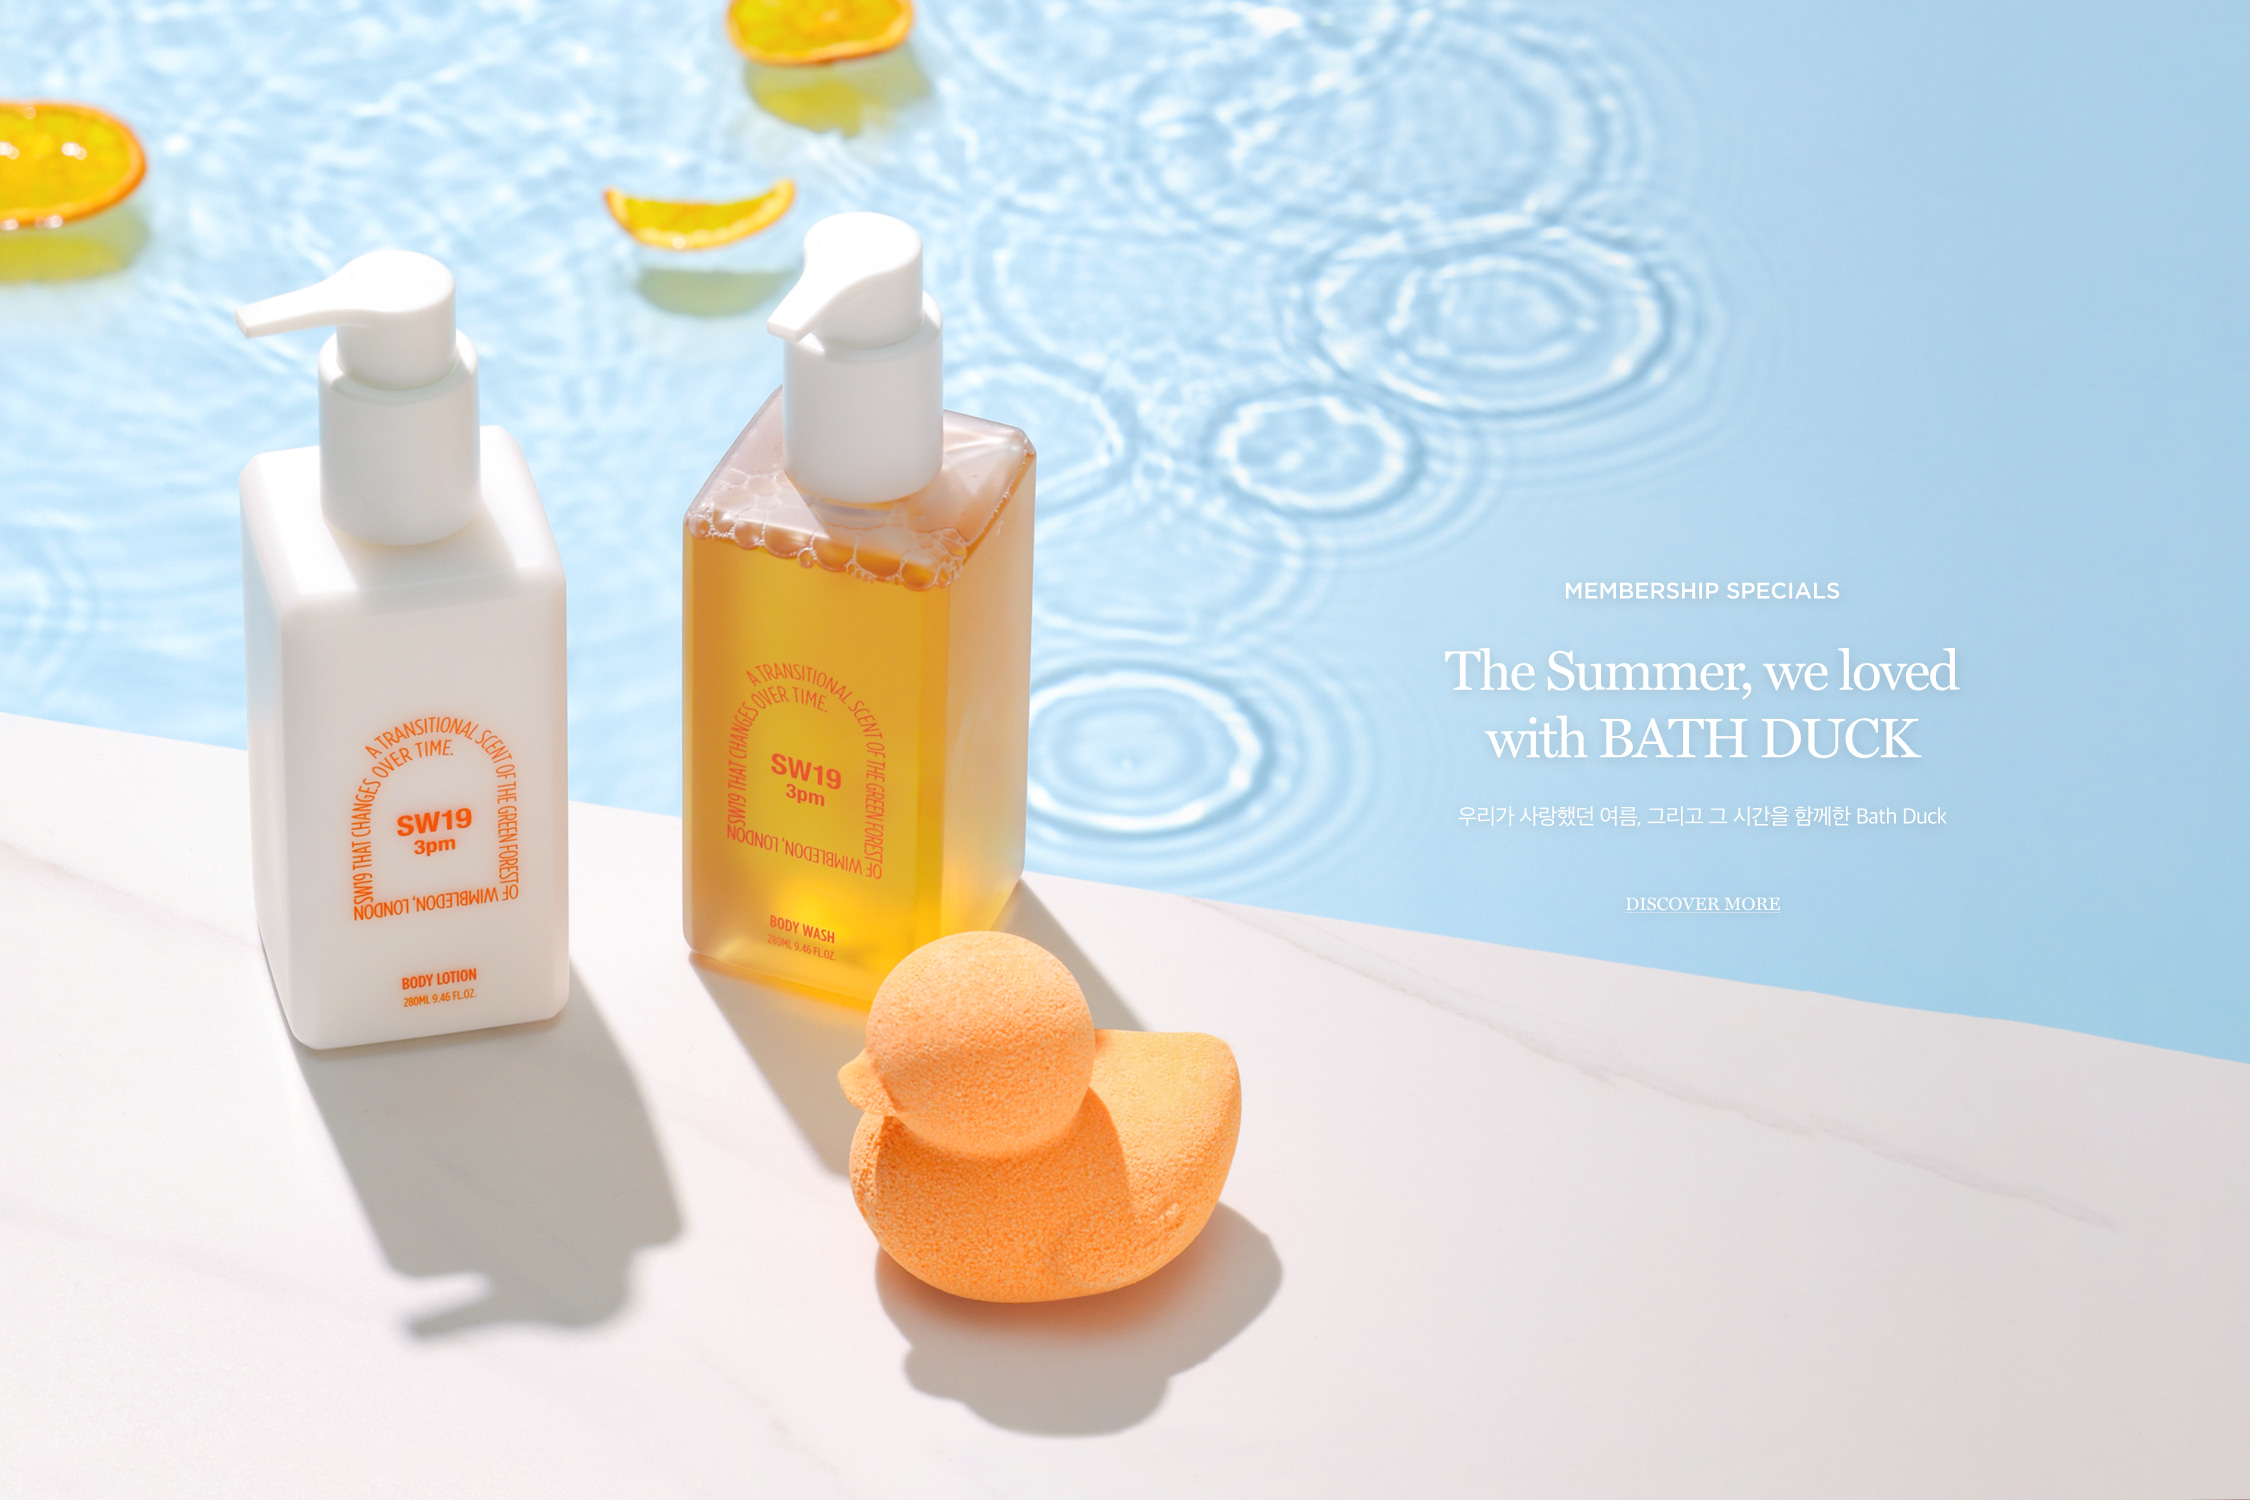 A TRANSITIONAL SCENT OF THE GREEN FOREST
OF WIMBLEDON, LONDON
SW19 THAT CHANGES OVER TIME.
SW19
3pm
BODY LOTION
280ML 9.46 FL.OZ.
A TRANSITIONAL SCENT OF THE GREEN FOREST
OF WIMBLEDON, LONDON
SW19 THAT CHANGES OVER TIME.
SW19
3pm
BODY WASH
280ML 9.46 FL.OZ.
MEMBERSHIP SPECIALS
The Summer, we loved
with BATH DUCK
우리가 사랑했던 여름, 그리고 그 시간을 함께한 Bath Duck
DISCOVER MORE